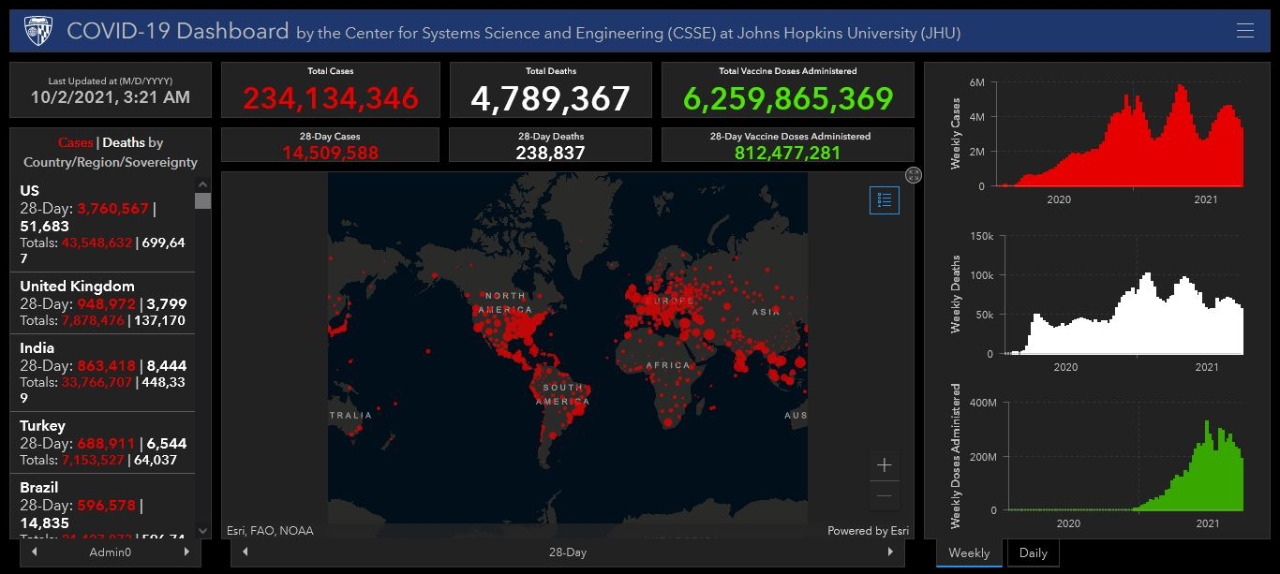 COVID-19 Dashboard by the Center for Systems Science and Engineering (CSSE) at Johns Hopkins University (JHU)
Last Updated at (M/D/YYYY)
10/2/2021, 3:21 AM
Total Cases
234,134,346
Total Deaths
4,789,367
Total Vaccine Doses Administered
6,259,865,369
28-Day Cases
14,509,588
28-Day Deaths
238,837
28-Day Vaccine Doses Administered
812,477,281
Cases | Deaths by
Country/Region/Sovereignty
US
28-Day: 3,760,567 |
51,683
Totals: 43,548,632 | 699,64
7
United Kingdom
28-Day: 948,972 | 3,799
Totals: 7,878,476 | 137,170
India
28-Day: 863,418 | 8,444
Totals: 33,766,707 | 448,33
9
Turkey
28-Day: 688,911 | 6,544
Totals: 7,153,527 | 64,037
Brazil
28-Day: 596,578 |
14,835
Admin0
NORTH
AMERICA
EUROPE
ASIA
AFRICA
SOUTH
AMERICA
TRALIA
AUS
Esri, FAO, NOAA
Powered by Esri
28-Day
Weekly Cases
6M
4M
2M
0
2020
2021
Weekly Deaths
150k
100k
50k
0
2020
2021
Weekly Doses Administered
400M
200M
0
2020
2021
Weekly
Daily